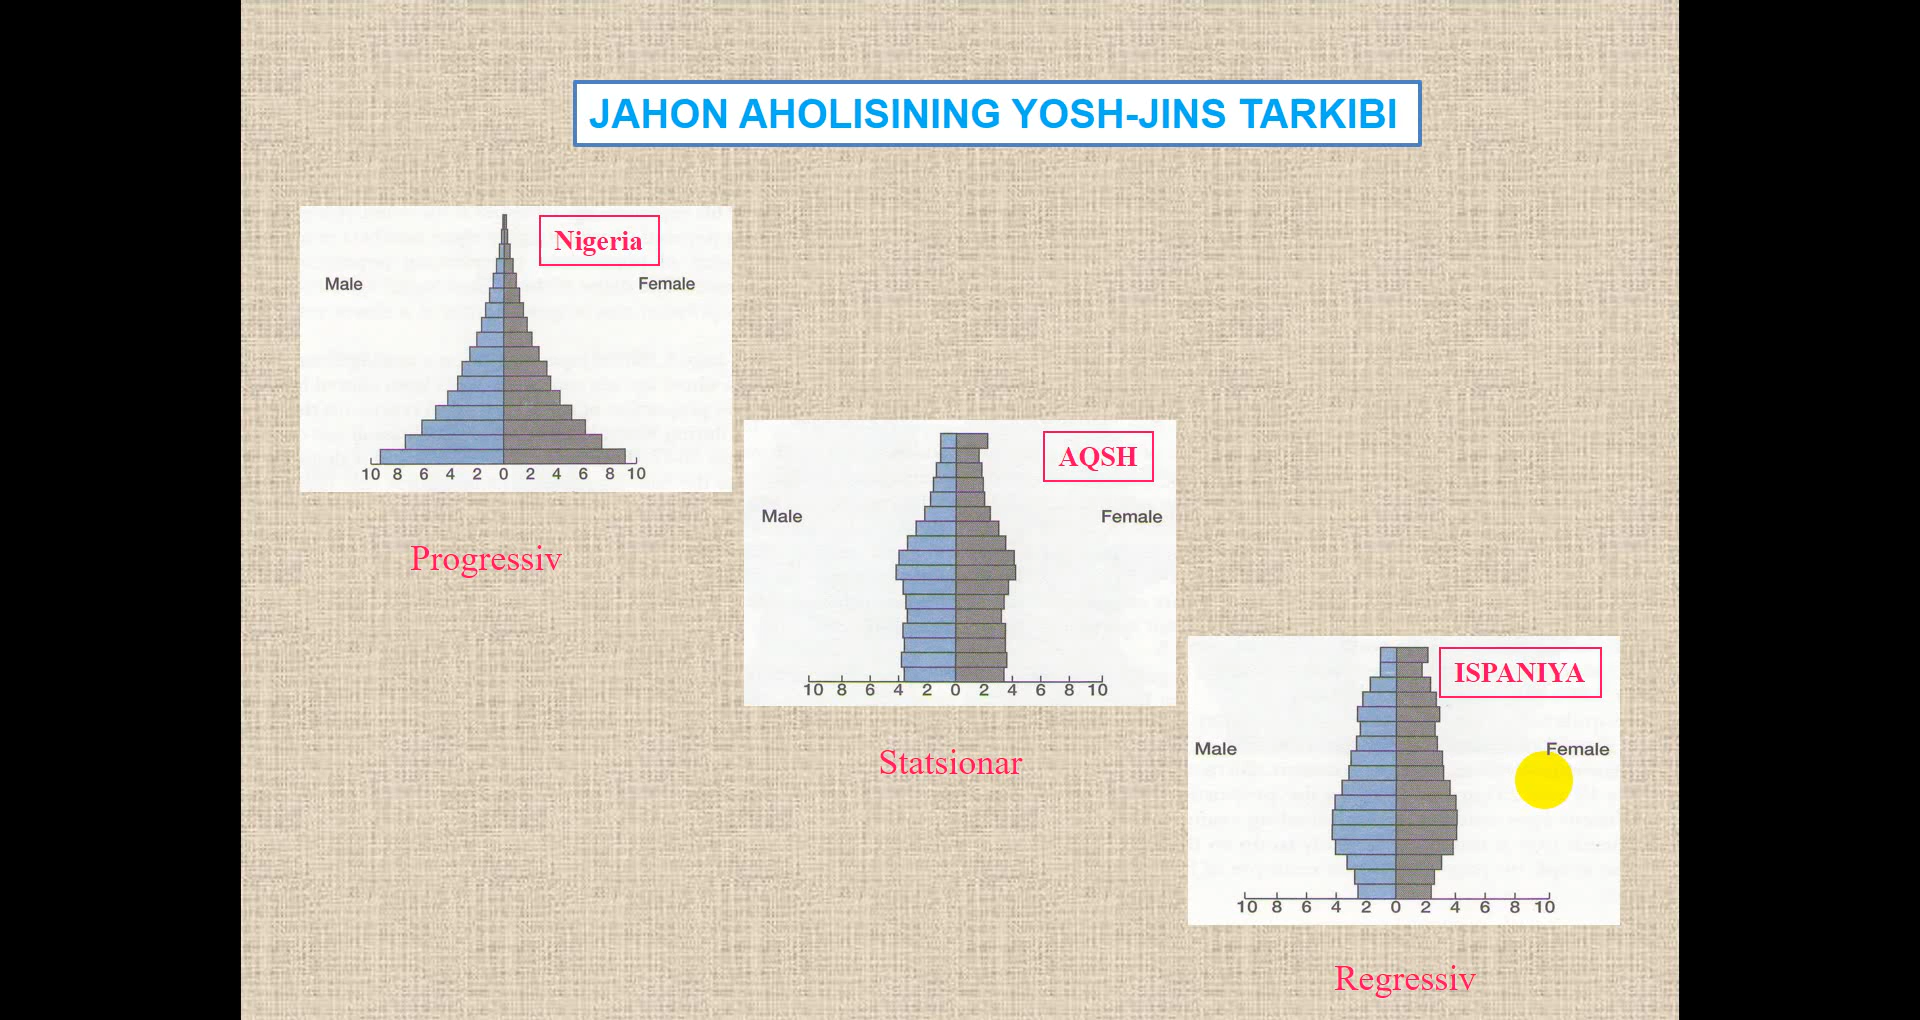 JAHON AHOLISINING YOSH-JINS TARKIBI
Nigeria
Male
Female
10 8 6 4 2 0 2 4 6 8 10
Progressiv
AQSH
Male
Female
10 8 6 4 2 0 2 4 6 8 10
Statsionar
ISPANIYA
Male
Female
10 8 6 4 2 0 2 4 6 8 10
Regressiv